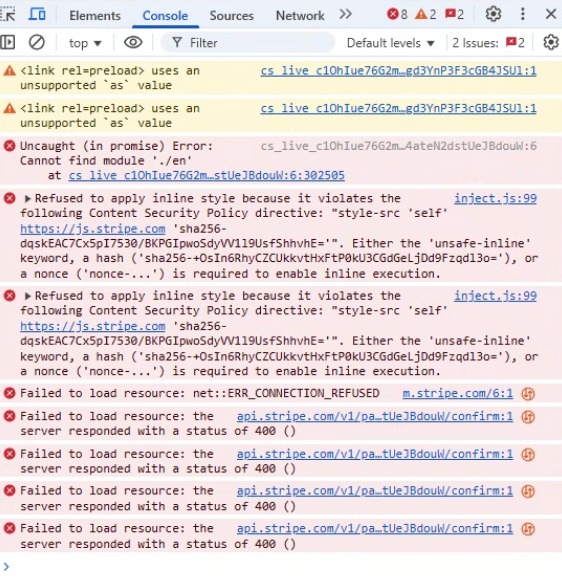 Elements Console Sources Network 8 2 2
top Filter Default levels 2 Issues: 2
<link rel=preload> uses an cs_live_c1OhIue76G2m…gd3YnP3F3cGB4JSUl:1
unsupported `as` value
<link rel=preload> uses an cs_live_c1OhIue76G2m…gd3YnP3F3cGB4JSUl:1
unsupported `as` value
Uncaught (in promise) Error: cs_live_c1OhIue76G2m…4ateN2dstUeJBdouW:6
Cannot find module './en'
at cs_live_c1OhIue76G2m…stUeJBdouW:6:302505
Refused to apply inline style because it violates the inject.js:99
following Content Security Policy directive: "style-src 'self'
https://js.stripe.com 'sha256-
dqskEAC7Cx5pI7530/BKPGIpwoSdyVV1l9UsfShhvhE='". Either the 'unsafe-inline'
keyword, a hash ('sha256-+OsIn6RhyCZCUkkvtHxFtP0kU3CGdGeLjDd9Fzqdl3o='), or
a nonce ('nonce-...') is required to enable inline execution.
Refused to apply inline style because it violates the inject.js:99
following Content Security Policy directive: "style-src 'self'
https://js.stripe.com 'sha256-
dqskEAC7Cx5pI7530/BKPGIpwoSdyVV1l9UsfShhvhE='". Either the 'unsafe-inline'
keyword, a hash ('sha256-+OsIn6RhyCZCUkkvtHxFtP0kU3CGdGeLjDd9Fzqdl3o='), or
a nonce ('nonce-...') is required to enable inline execution.
Failed to load resource: net::ERR_CONNECTION_REFUSED m.stripe.com/6:1
Failed to load resource: the api.stripe.com/v1/pa…tUeJBdouW/confirm:1
server responded with a status of 400 ()
Failed to load resource: the api.stripe.com/v1/pa…tUeJBdouW/confirm:1
server responded with a status of 400 ()
Failed to load resource: the api.stripe.com/v1/pa…tUeJBdouW/confirm:1
server responded with a status of 400 ()
Failed to load resource: the api.stripe.com/v1/pa…tUeJBdouW/confirm:1
server responded with a status of 400 ()